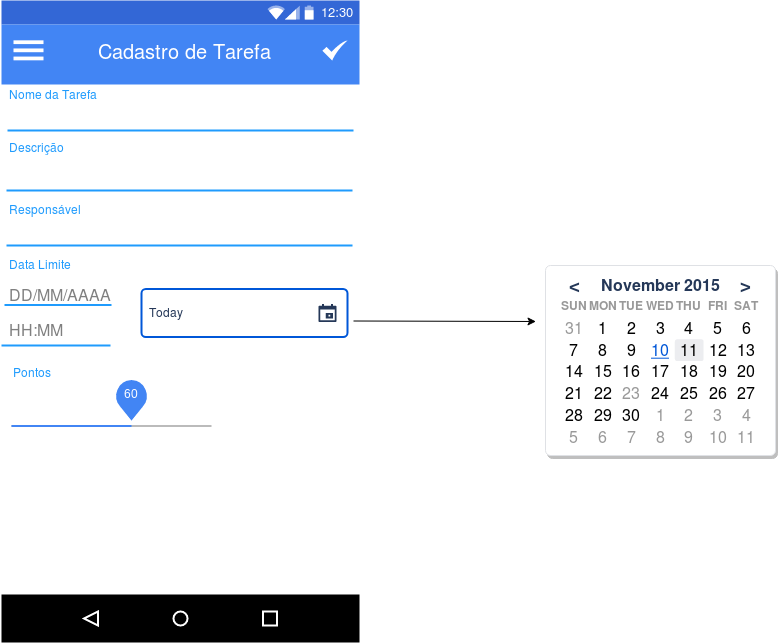 12:30
Cadastro de Tarefa
Nome da Tarefa
Descrição
Responsável
Data Limite
DD/MM/AAAA
Today
HH:MM
Pontos
60
< November 2015 >
SUN MON TUE WED THU FRI SAT
31 1 2 3 4 5 6
7 8 9 10 11 12 13
14 15 16 17 18 19 20
21 22 23 24 25 26 27
28 29 30 1 2 3 4
5 6 7 8 9 10 11